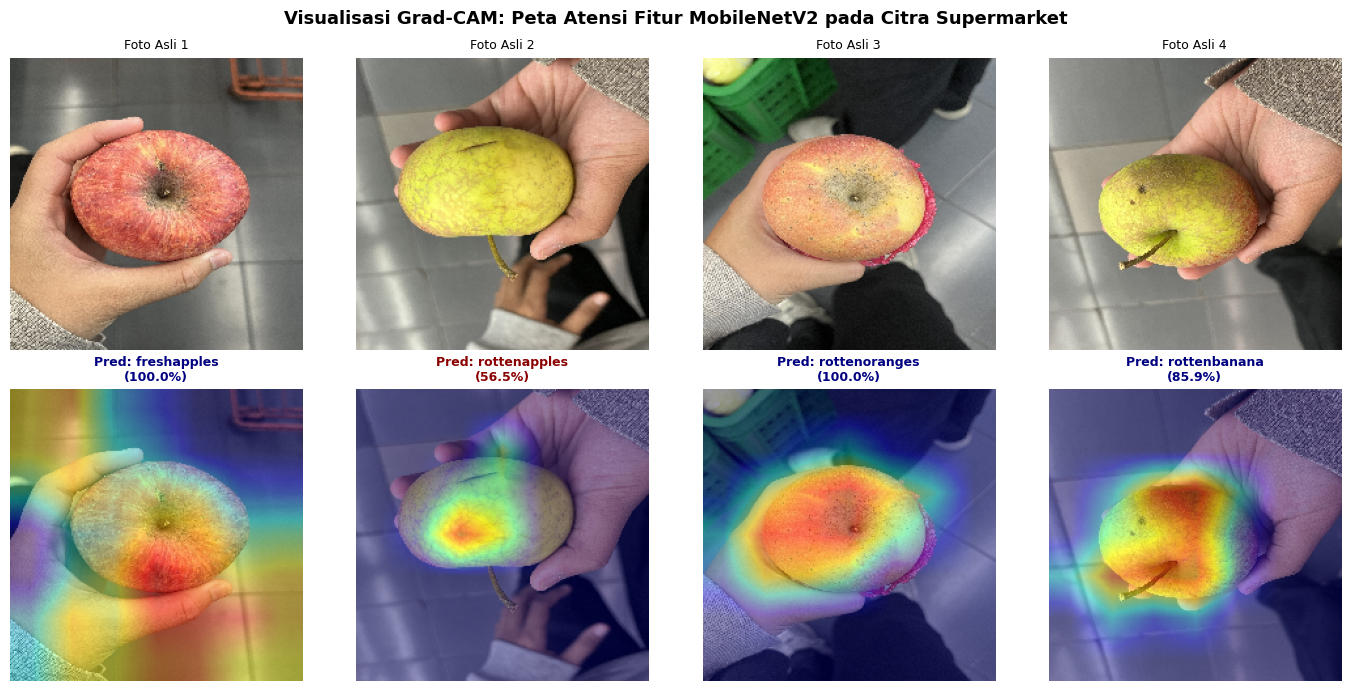 Visualisasi Grad-CAM: Peta Atensi Fitur MobileNetV2 pada Citra Supermarket
Foto Asli 1
Foto Asli 2
Foto Asli 3
Foto Asli 4
Pred: freshapples
(100.0%)
Pred: rottenapples
(56.5%)
Pred: rottenoranges
(100.0%)
Pred: rottenbanana
(85.9%)